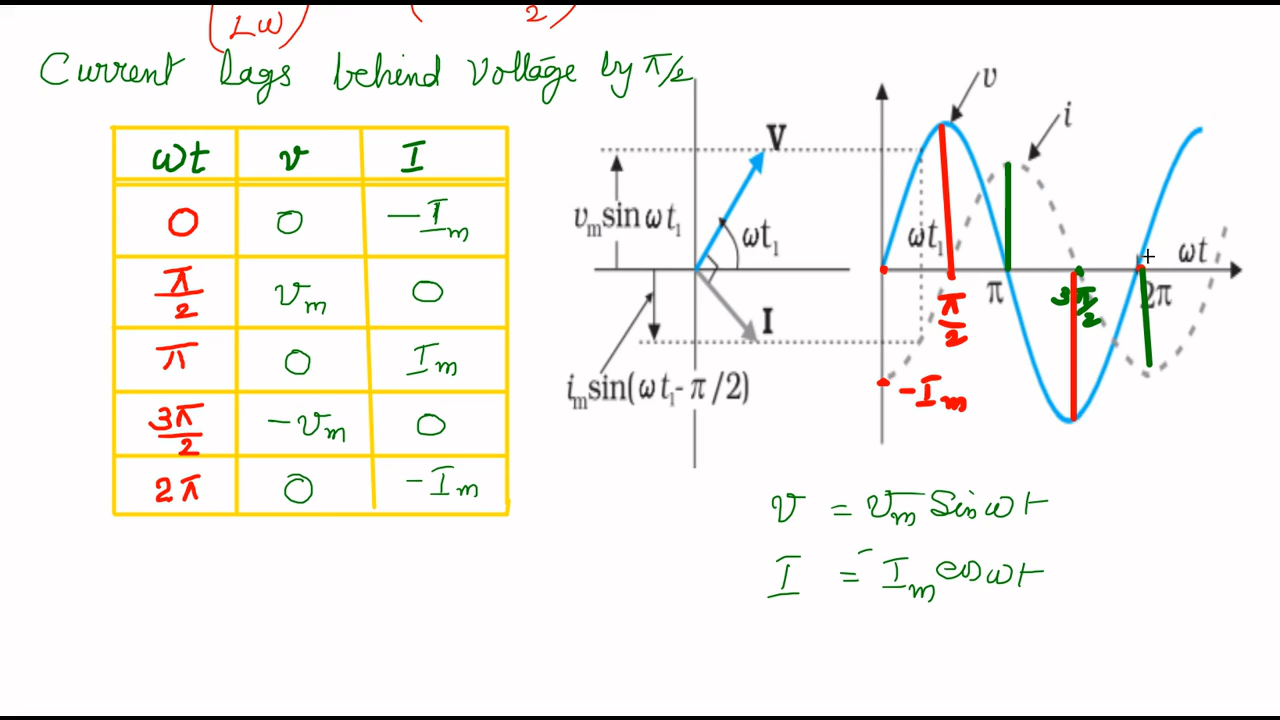 Lω 2
Current lags behind voltage by π/2
ωt v I
0 0 -Im
π/2 vm 0
π 0 Im
3π/2 -vm 0
2π 0 -Im
V
vm sin ωt1
ωt1
I
im sin(ωt1-π/2)
v
i
ωt1
π
ωt
π/2
3π/2
2π
-Im
v = vm Sin ωt
I = -Im cos ωt